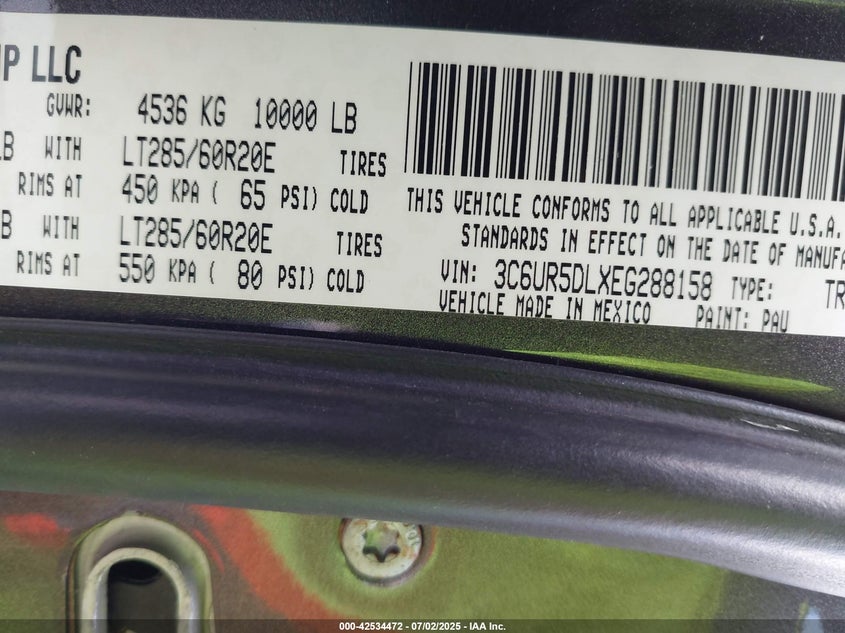 UP LLC
GVWR: 4536 KG 10000 LB
LB WITH LT285/60R20E TIRES
RIMS AT 450 KPA ( 65 PSI) COLD
B WITH LT285/60R20E TIRES
RIMS AT 550 KPA ( 80 PSI) COLD
THIS VEHICLE CONFORMS TO ALL APPLICABLE U.S.A.
STANDARDS IN EFFECT ON THE DATE OF MANUFA
VIN: 3C6UR5DLXEG288158 TYPE: TR
VEHICLE MADE IN MEXICO PAINT: PAU
000-42534472 - 07/02/2025 - IAA Inc.